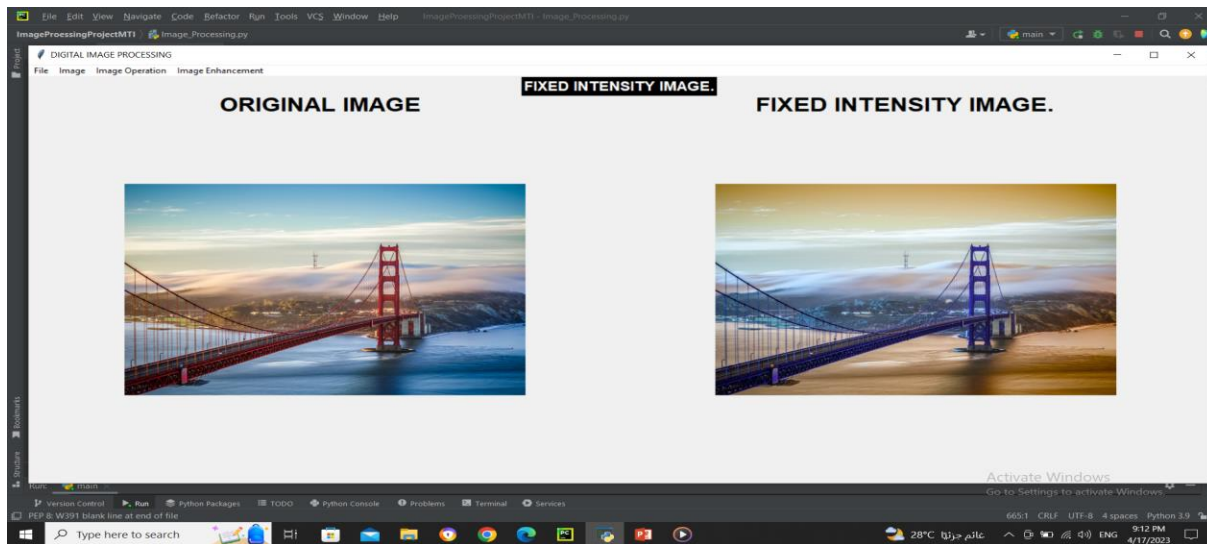 File Edit View Navigate Code Refactor Run Tools VCS Window Help ImageProessingProjectMTI - Image_Processing.py
ImageProessingProjectMTI Image_Processing.py main
Project
DIGITAL IMAGE PROCESSING
File Image Image Operation Image Enhancement
FIXED INTENSITY IMAGE.
ORIGINAL IMAGE
FIXED INTENSITY IMAGE.
Bookmarks
Structure
Activate Windows
Go to Settings to activate Windows.
Run: main
Version Control Run Python Packages TODO Python Console Problems Terminal Services
PEP 8: W391 blank line at end of file 665:1 CRLF UTF-8 4 spaces Python 3.9
Type here to search 28°C غائم جزئيًا ENG 9:12 PM
4/17/2023